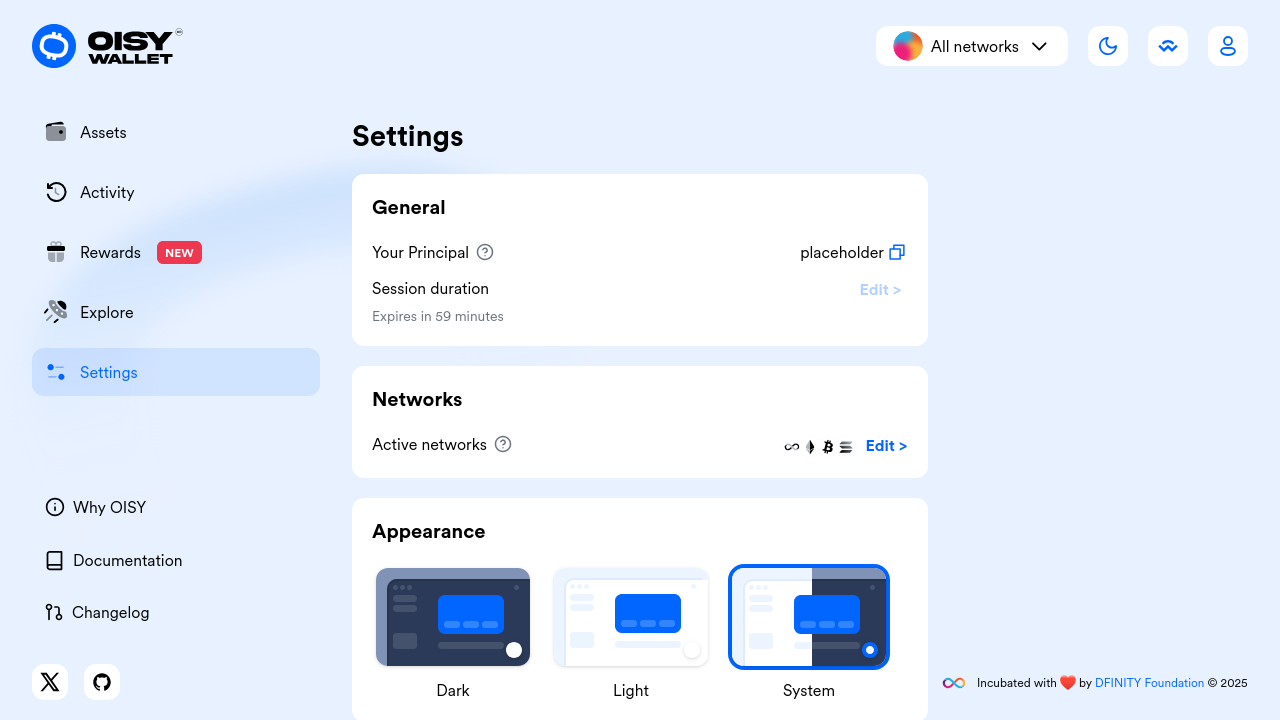 OISY
WALLET
All networks
Assets
Activity
Rewards NEW
Explore
Settings
Why OISY
Documentation
Changelog
Settings
General
Your Principal
placeholder
Session duration
Edit >
Expires in 59 minutes
Networks
Active networks
Edit >
Appearance
Dark
Light
System
Incubated with ❤️ by DFINITY Foundation © 2025